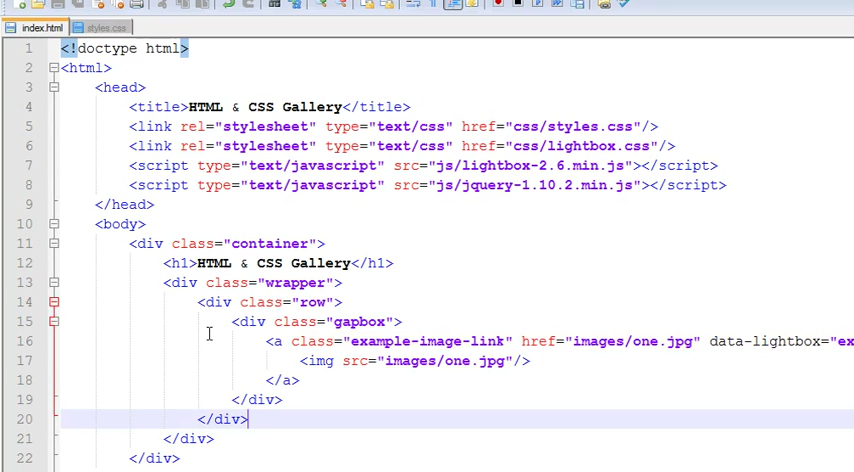 index.html styles.css
1 <!doctype html>
2 <html>
3 <head>
4 <title>HTML & CSS Gallery</title>
5 <link rel="stylesheet" type="text/css" href="css/styles.css"/>
6 <link rel="stylesheet" type="text/css" href="css/lightbox.css"/>
7 <script type="text/javascript" src="js/lightbox-2.6.min.js"></script>
8 <script type="text/javascript" src="js/jquery-1.10.2.min.js"></script>
9 </head>
10 <body>
11 <div class="container">
12 <h1>HTML & CSS Gallery</h1>
13 <div class="wrapper">
14 <div class="row">
15 <div class="gapbox">
16 <a class="example-image-link" href="images/one.jpg" data-lightbox="ex
17 <img src="images/one.jpg"/>
18 </a>
19 </div>
20 </div>
21 </div>
22 </div>